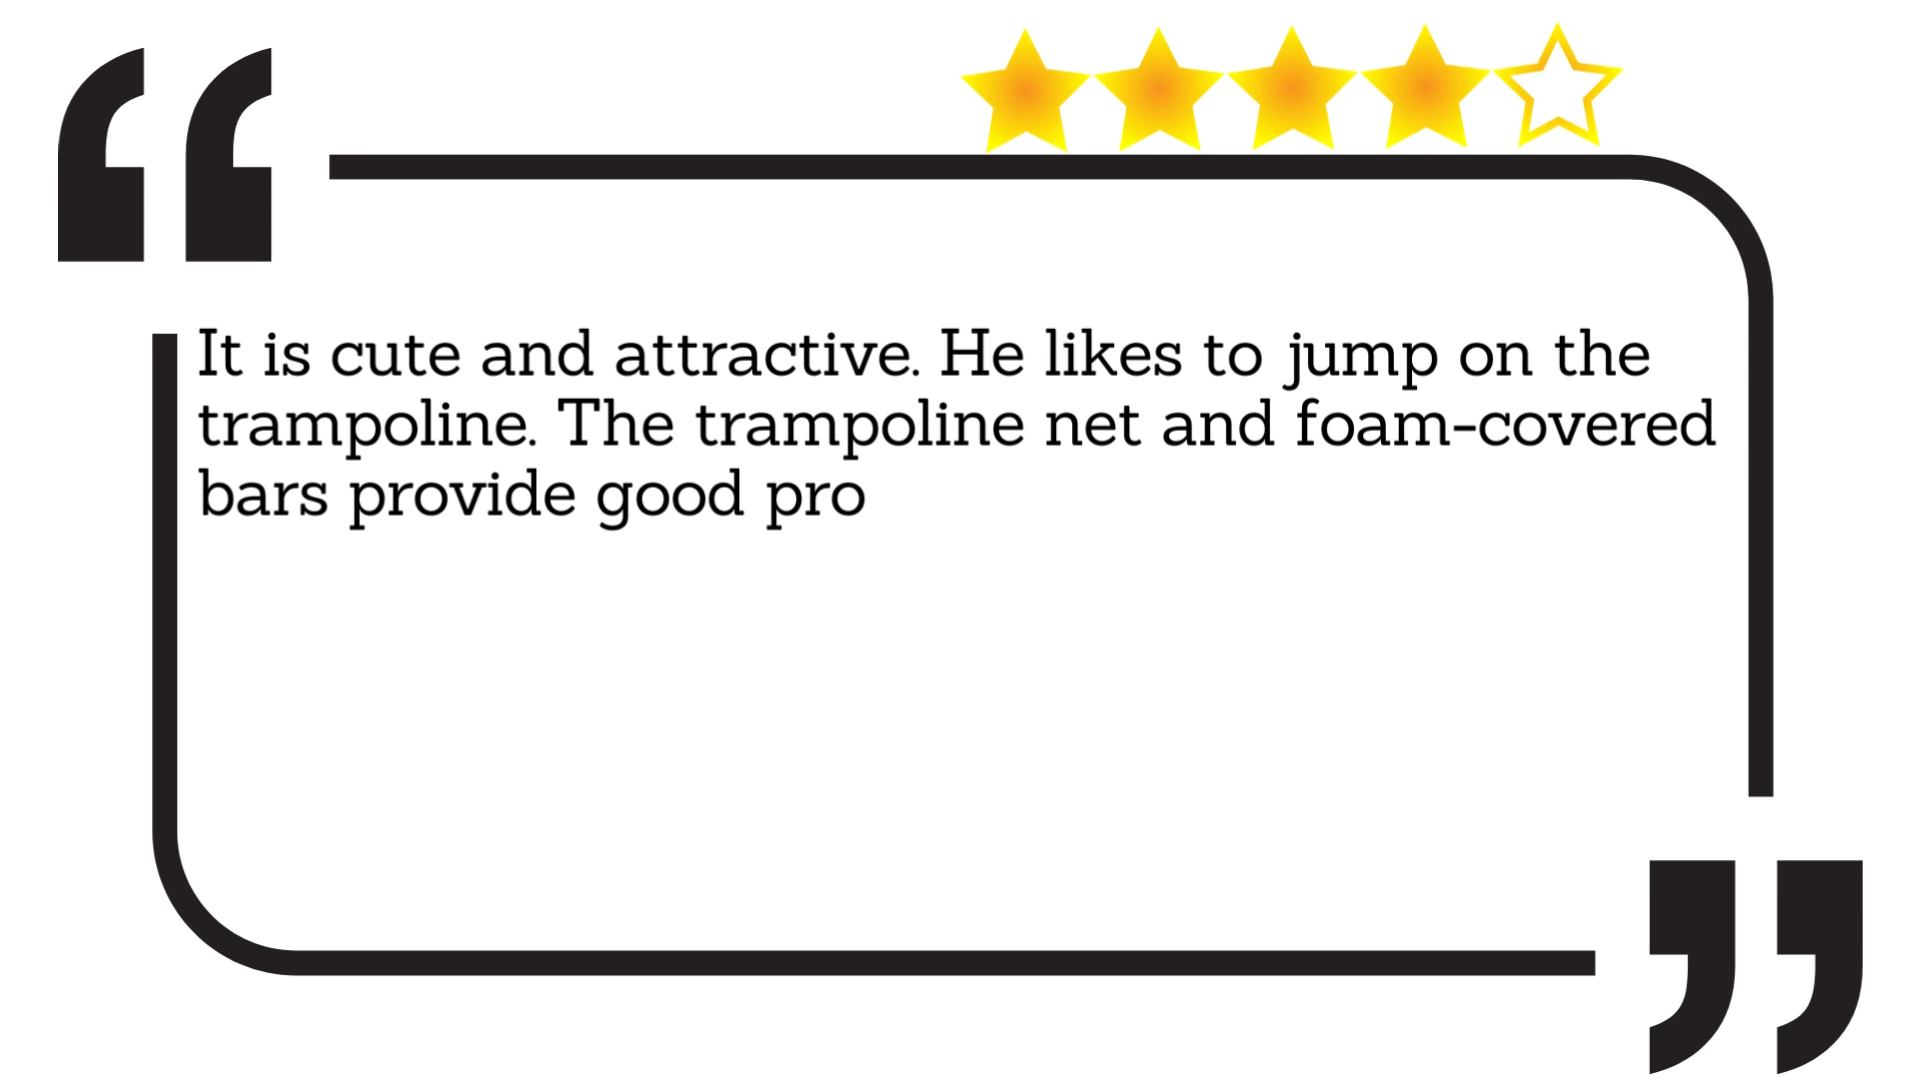 It is cute and attractive. He likes to jump on the
trampoline. The trampoline net and foam-covered
bars provide good pro